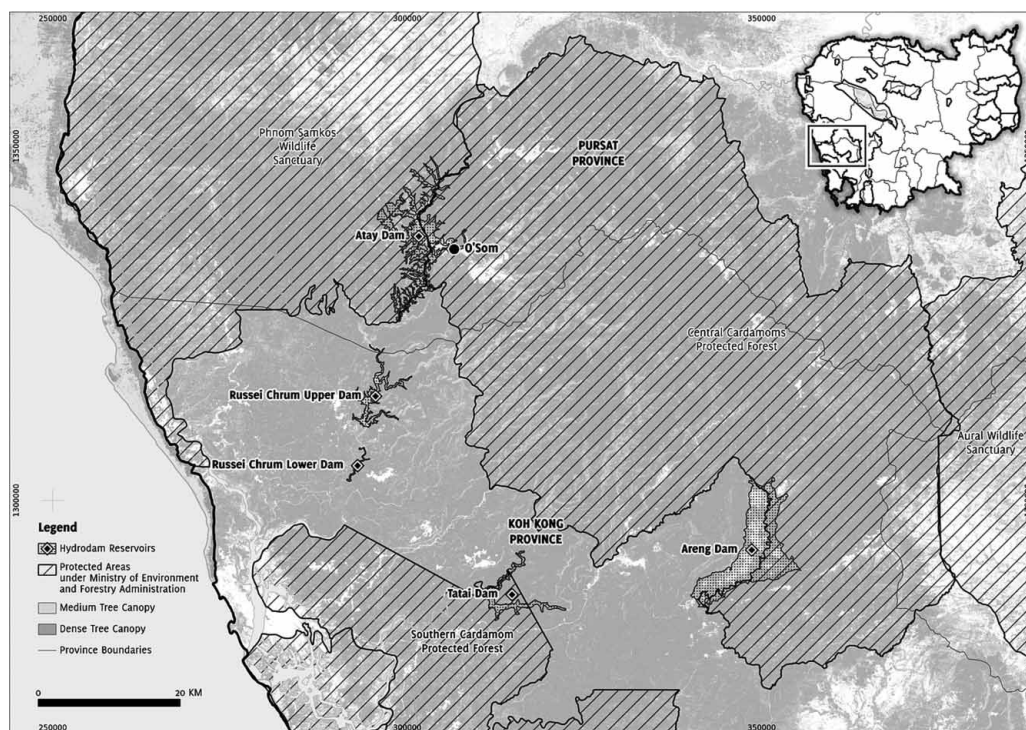 250000
300000
350000
1350000
1300000
Phnom Samkos
Wildlife
Sanctuary
PURSAT
PROVINCE
Atay Dam
O'Som
Central Cardamoms
Protected Forest
Russei Chrum Upper Dam
Aural Wildlife
Sanctuary
Russei Chrum Lower Dam
KOH KONG
PROVINCE
Areng Dam
Tatai Dam
Southern Cardamom
Protected Forest
Legend
Hydrodam Reservoirs
Protected Areas
under Ministry of Environment
and Forestry Administration
Medium Tree Canopy
Dense Tree Canopy
Province Boundaries
0
20 KM
250000
300000
350000